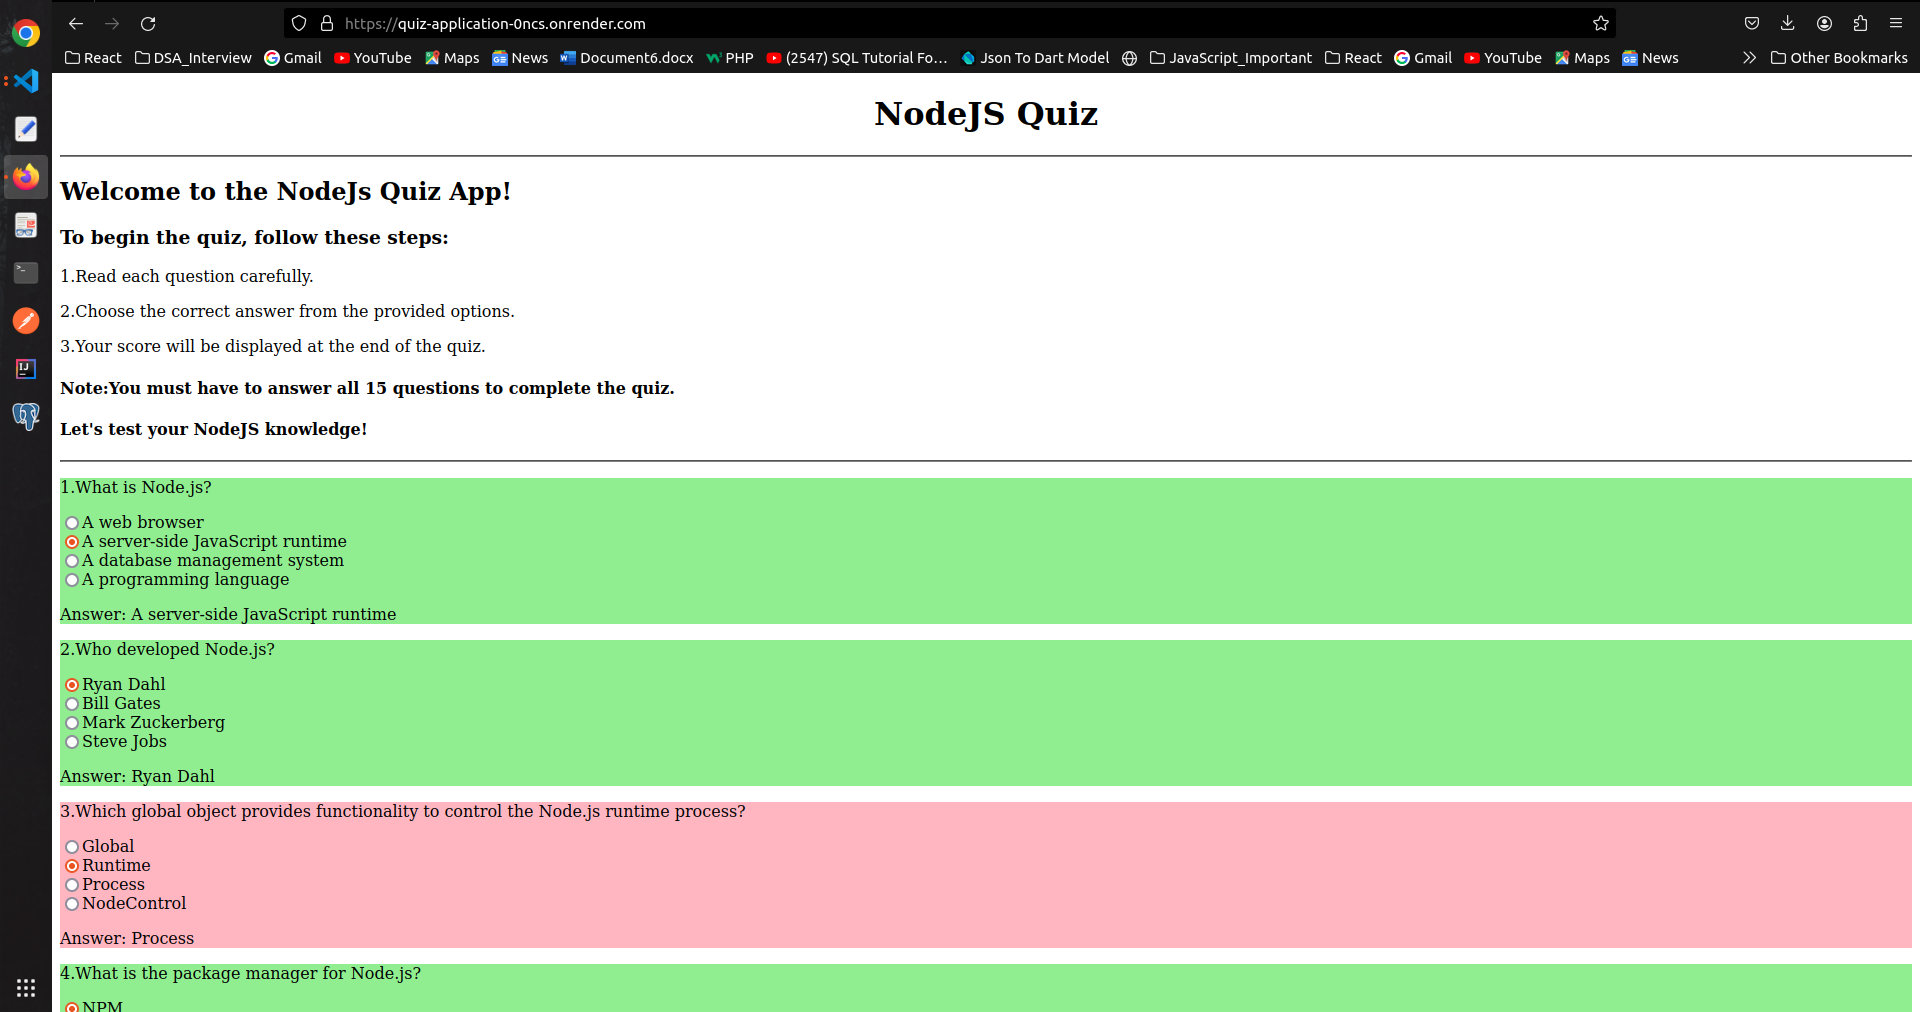 https://quiz-application-0ncs.onrender.com
React DSA_Interview Gmail YouTube Maps News Document6.docx PHP (2547) SQL Tutorial Fo... Json To Dart Model JavaScript_Important React Gmail YouTube Maps News Other Bookmarks
NodeJS Quiz
Welcome to the NodeJs Quiz App!
To begin the quiz, follow these steps:
1.Read each question carefully.
2.Choose the correct answer from the provided options.
3.Your score will be displayed at the end of the quiz.
Note:You must have to answer all 15 questions to complete the quiz.
Let's test your NodeJS knowledge!
1.What is Node.js?
A web browser
A server-side JavaScript runtime
A database management system
A programming language
Answer: A server-side JavaScript runtime
2.Who developed Node.js?
Ryan Dahl
Bill Gates
Mark Zuckerberg
Steve Jobs
Answer: Ryan Dahl
3.Which global object provides functionality to control the Node.js runtime process?
Global
Runtime
Process
NodeControl
Answer: Process
4.What is the package manager for Node.js?
NPM